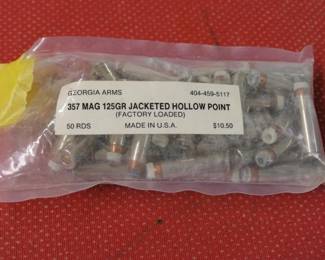 GEORGIA ARMS 404-459-5117
357 MAG 125GR JACKETED HOLLOW POINT
(FACTORY LOADED)
50 RDS MADE IN U.S.A. $10.50